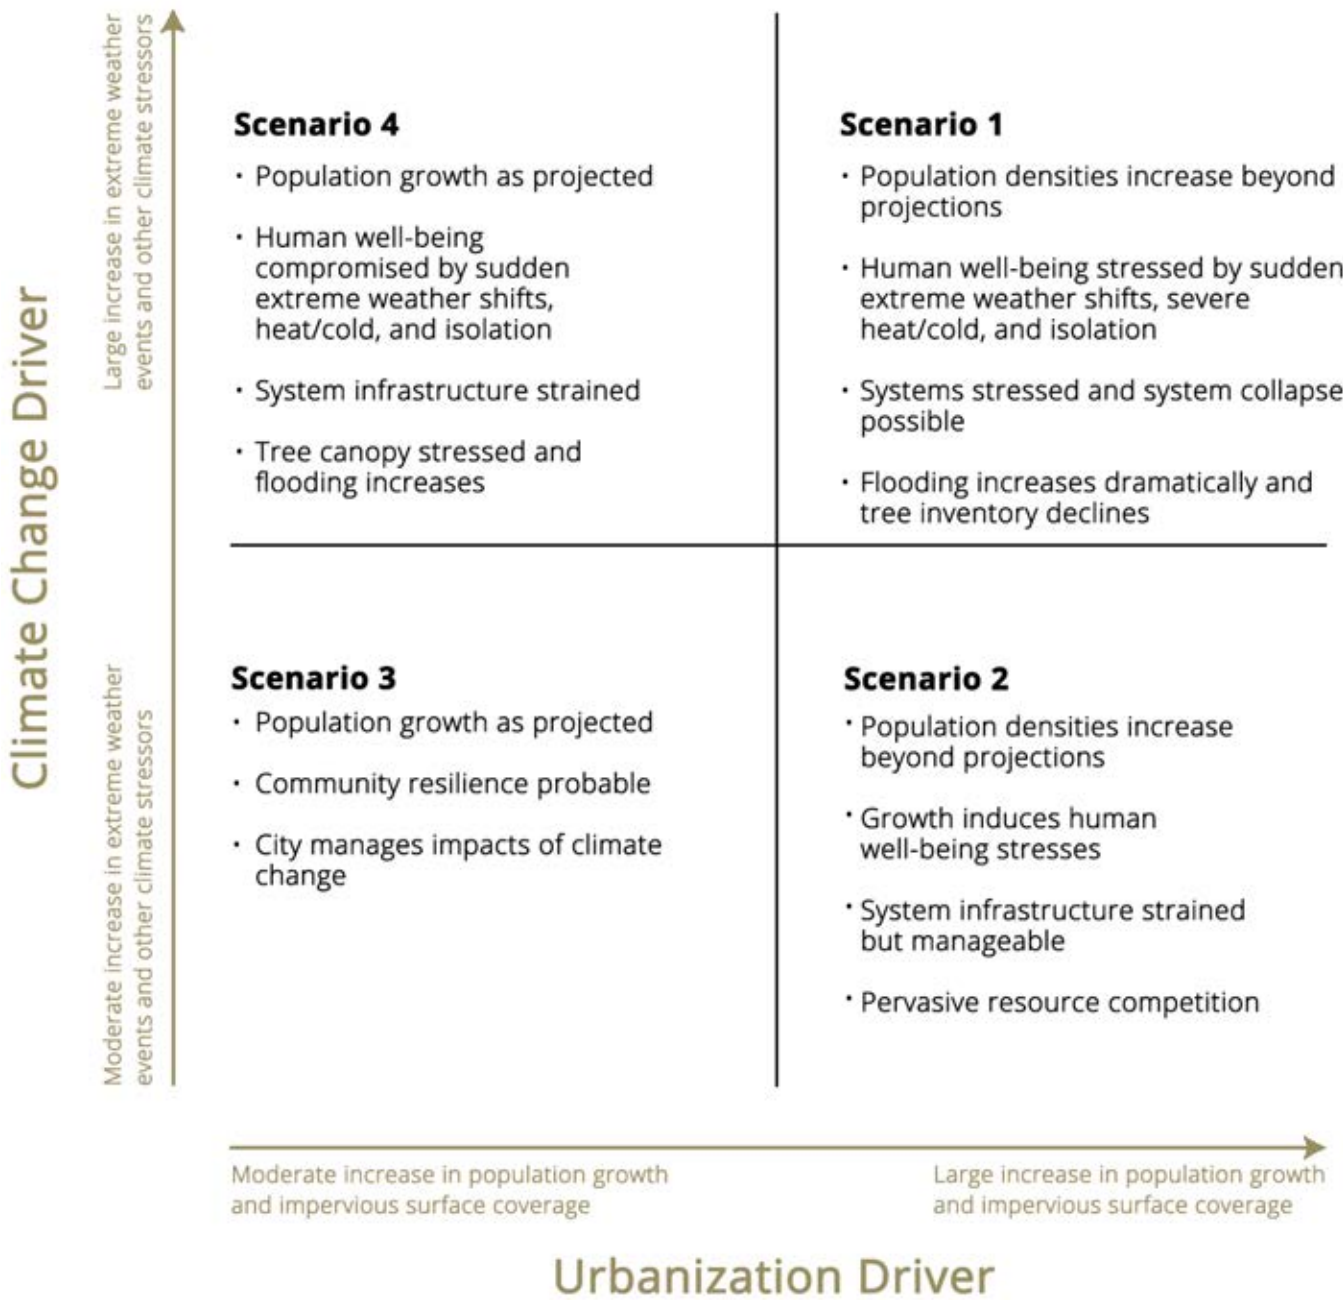 Climate Change Driver
Large increase in extreme weather
events and other climate stressors
Moderate increase in extreme weather
events and other climate stressors
Scenario 4
· Population growth as projected
· Human well-being
compromised by sudden
extreme weather shifts,
heat/cold, and isolation
· System infrastructure strained
· Tree canopy stressed and
flooding increases
Scenario 1
· Population densities increase beyond
projections
· Human well-being stressed by sudden
extreme weather shifts, severe
heat/cold, and isolation
· Systems stressed and system collapse
possible
· Flooding increases dramatically and
tree inventory declines
Scenario 3
· Population growth as projected
· Community resilience probable
· City manages impacts of climate
change
Scenario 2
· Population densities increase
beyond projections
· Growth induces human
well-being stresses
· System infrastructure strained
but manageable
· Pervasive resource competition
Moderate increase in population growth
and impervious surface coverage
Large increase in population growth
and impervious surface coverage
Urbanization Driver